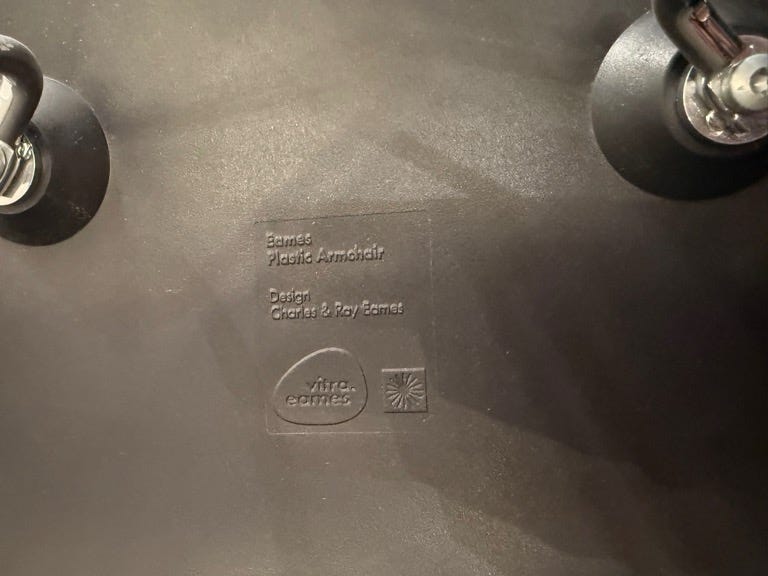 Eames
Plastic Armchair
Design
Charles & Ray Eames
vitra.
eames